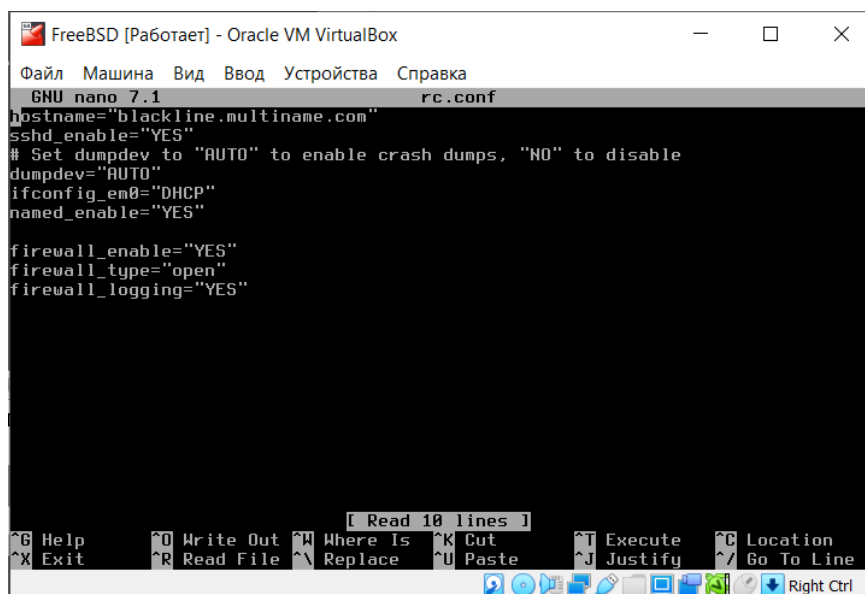 FreeBSD [Работает] - Oracle VM VirtualBox
Файл Машина Вид Ввод Устройства Справка
GNU nano 7.1 rc.conf
hostname="blackline.multiname.com"
sshd_enable="YES"
# Set dumpdev to "AUTO" to enable crash dumps, "NO" to disable
dumpdev="AUTO"
ifconfig_em0="DHCP"
named_enable="YES"
firewall_enable="YES"
firewall_type="open"
firewall_logging="YES"
[ Read 10 lines ]
^G Help ^O Write Out ^W Where Is ^K Cut ^T Execute ^C Location
^X Exit ^R Read File ^\ Replace ^U Paste ^J Justify ^/ Go To Line
Right Ctrl